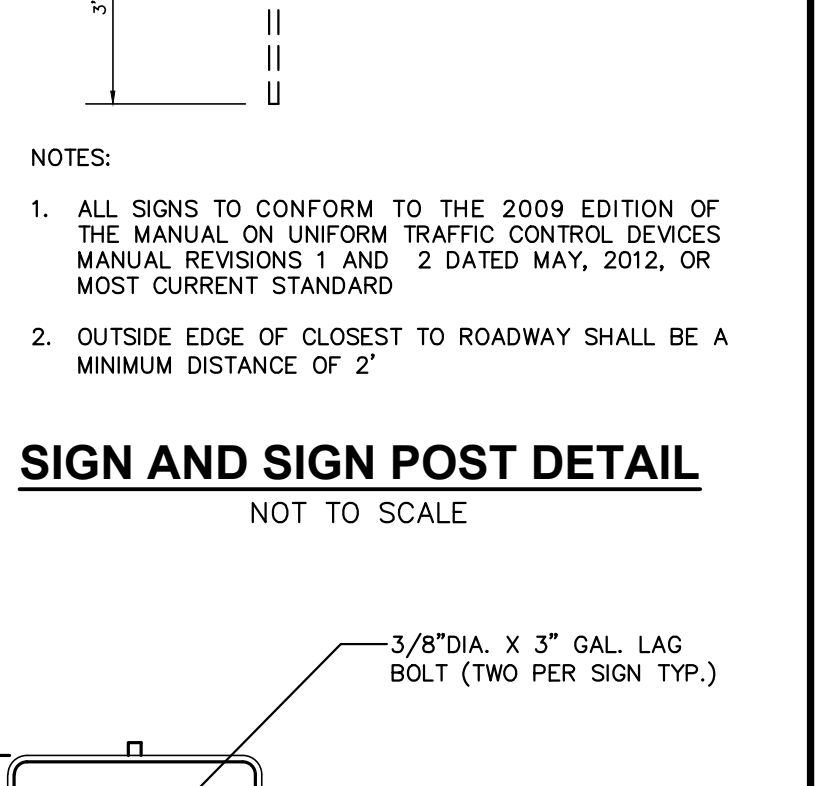 3'
NOTES:
1. ALL SIGNS TO CONFORM TO THE 2009 EDITION OF
THE MANUAL ON UNIFORM TRAFFIC CONTROL DEVICES
MANUAL REVISIONS 1 AND 2 DATED MAY, 2012, OR
MOST CURRENT STANDARD
2. OUTSIDE EDGE OF CLOSEST TO ROADWAY SHALL BE A
MINIMUM DISTANCE OF 2'
SIGN AND SIGN POST DETAIL
NOT TO SCALE
3/8"DIA. X 3" GAL. LAG
BOLT (TWO PER SIGN TYP.)